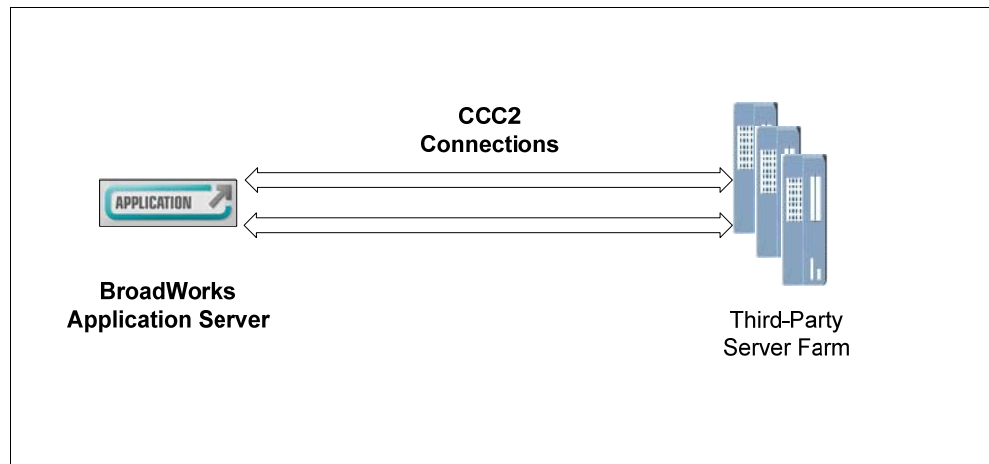 CCC2
Connections
APPLICATION
BroadWorks
Application Server
Third-Party
Server Farm